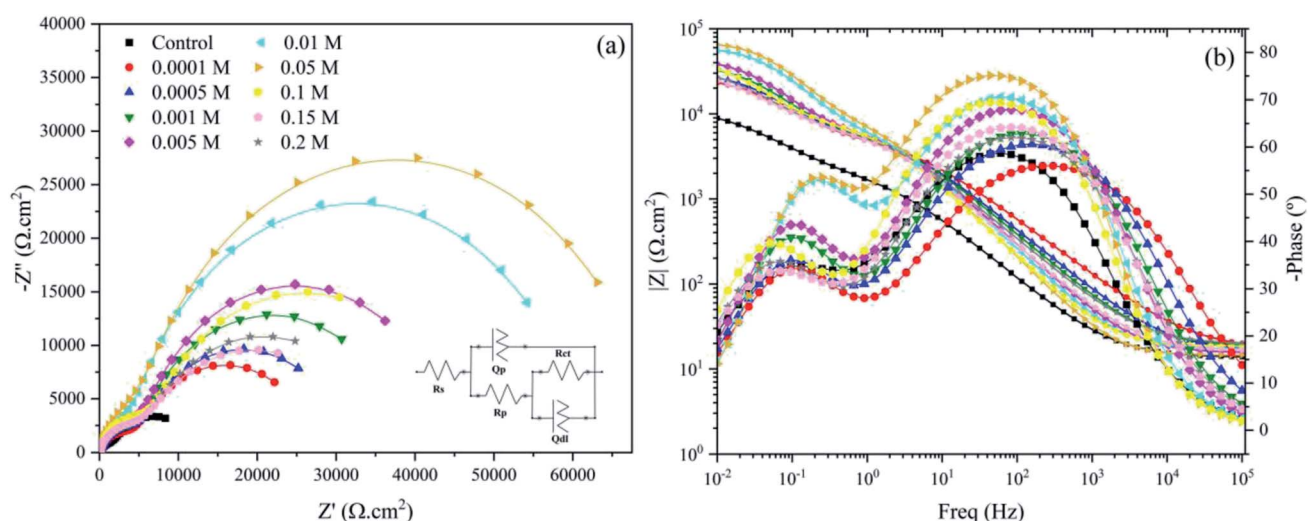 40000
35000
30000
25000
20000
15000
10000
5000
0
-Z'' (Ω.cm²)
(a)
Control
0.0001 M
0.0005 M
0.001 M
0.005 M
0.01 M
0.05 M
0.1 M
0.15 M
0.2 M
Rs
Qp
Rp
Rct
Qdl
0 10000 20000 30000 40000 50000 60000
Z' (Ω.cm²)
(b)
10⁵
10⁴
10³
10²
10¹
10⁰
|Z| (Ω.cm²)
80
70
60
50
40
30
20
10
0
-Phase (º)
10⁻² 10⁻¹ 10⁰ 10¹ 10² 10³ 10⁴ 10⁵
Freq (Hz)